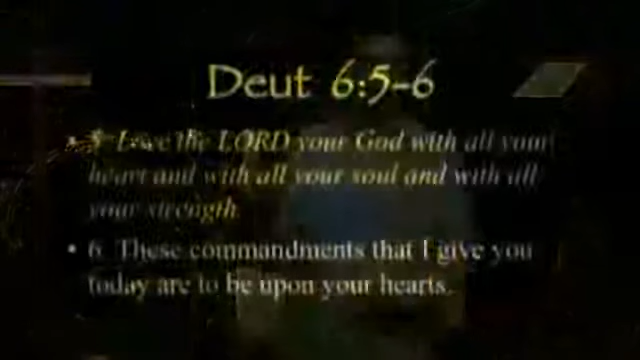 Deut 6:5-6
• 5 Love the LORD your God with all your
heart and with all your soul and with all
your strength
• 6 These commandments that I give you
today are to be upon your hearts.